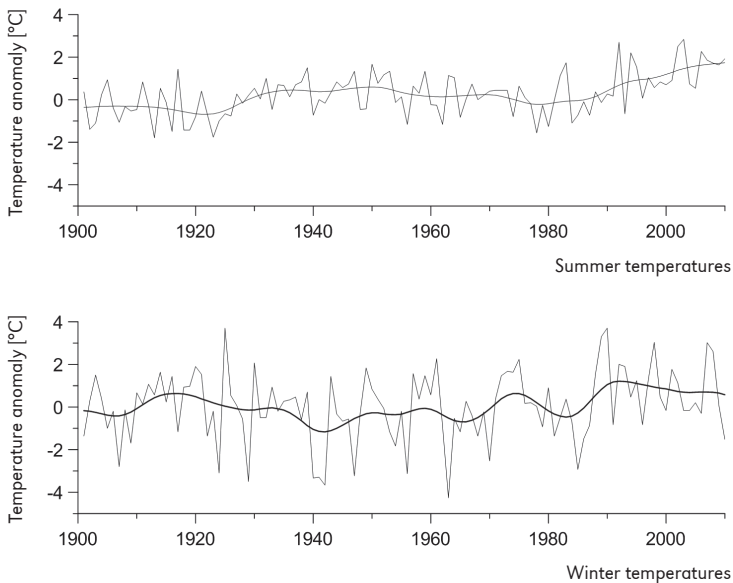 Temperature anomaly [°C]
4
2
0
-2
-4
1900 1920 1940 1960 1980 2000
Summer temperatures
Temperature anomaly [°C]
4
2
0
-2
-4
1900 1920 1940 1960 1980 2000
Winter temperatures